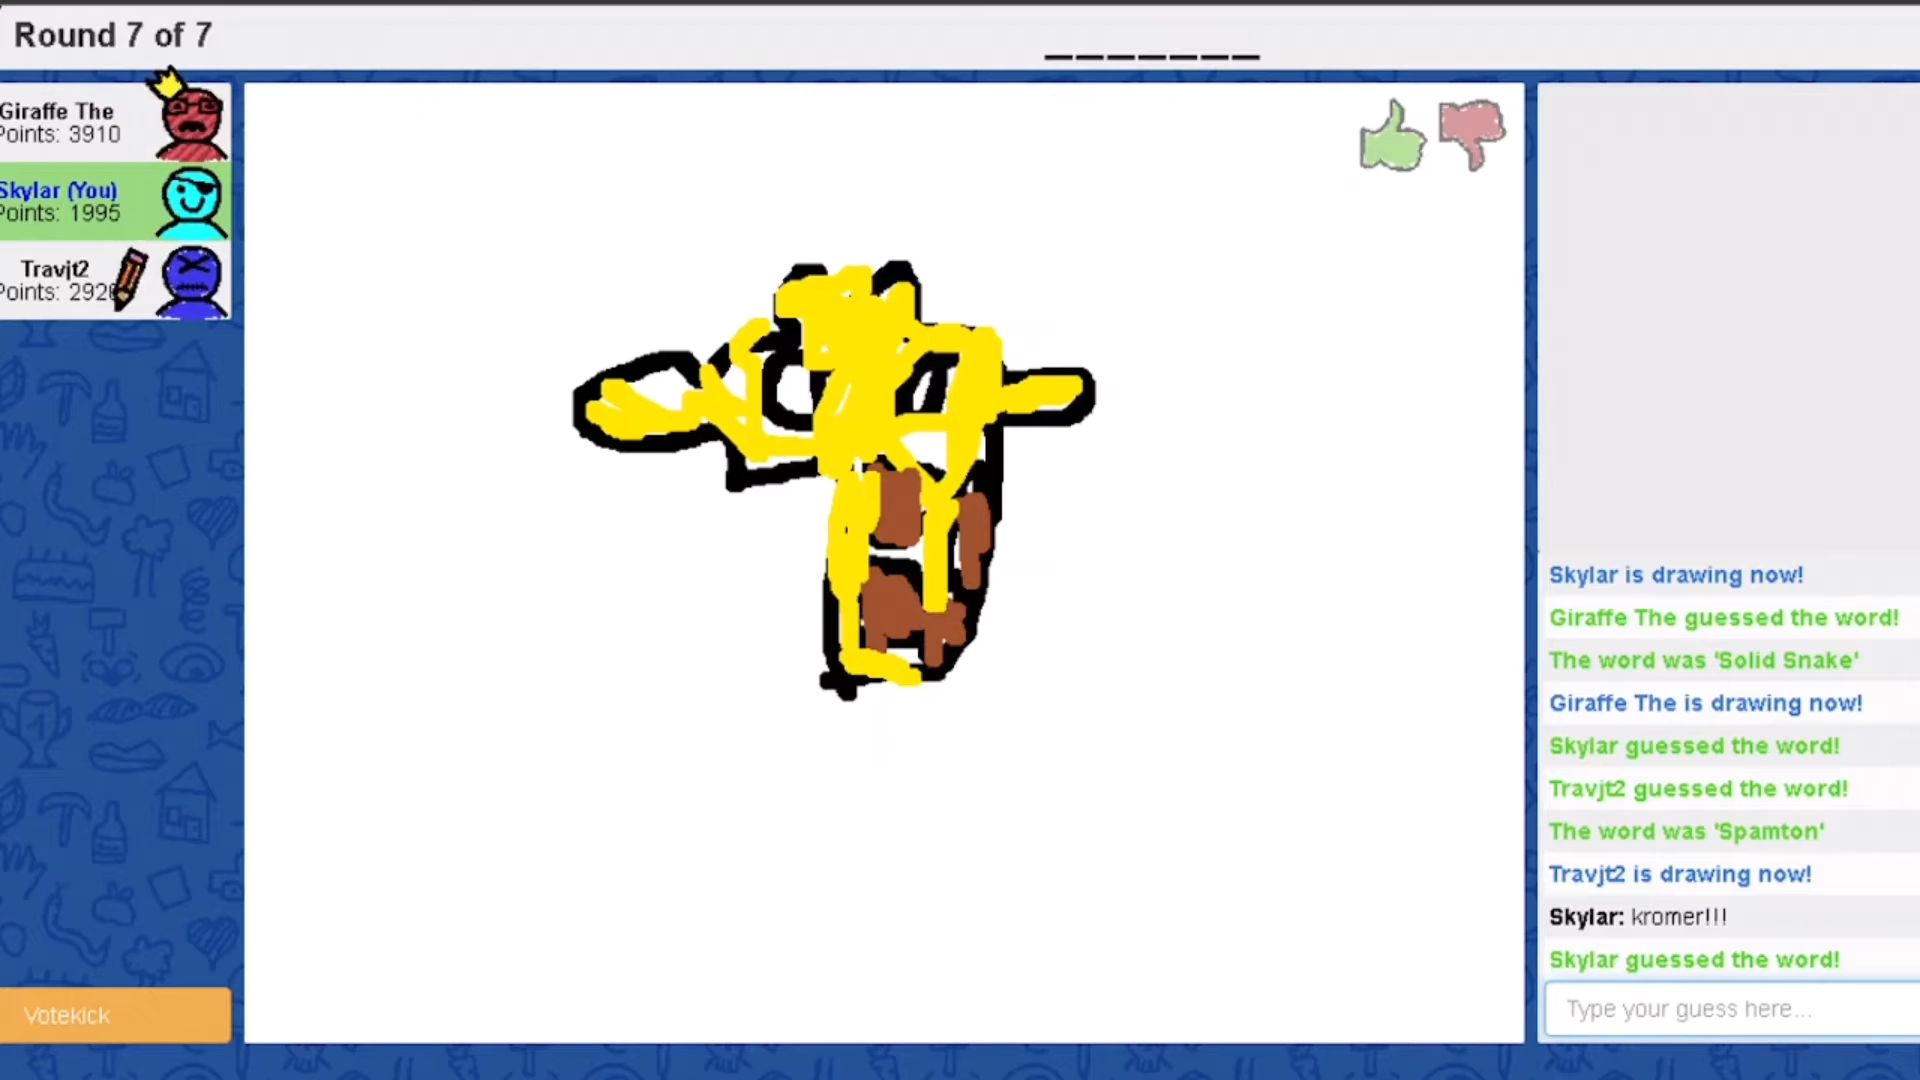 Round 7 of 7
_______
Giraffe The
Points: 3910
Skylar (You)
Points: 1995
Travjt2
Points: 292
Skylar is drawing now!
Giraffe The guessed the word!
The word was 'Solid Snake'
Giraffe The is drawing now!
Skylar guessed the word!
Travjt2 guessed the word!
The word was 'Spamton'
Travjt2 is drawing now!
Skylar: kromer!!!
Skylar guessed the word!
Type your guess here...
Votekick